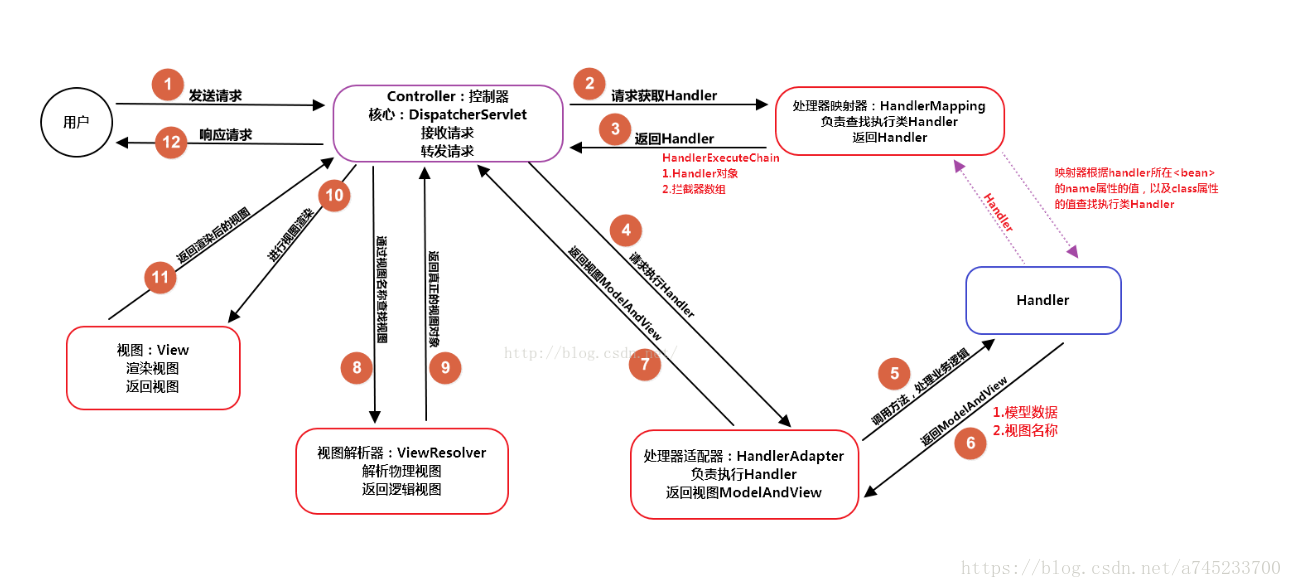 1
发送请求
用户
响应请求
12
Controller：控制器
核心：DispatcherServlet
接收请求
转发请求
2
请求获取Handler
3
返回Handler
HandlerExecuteChain
1.Handler对象
2.拦截器数组
处理器映射器：HandlerMapping
负责查找执行类Handler
返回Handler
映射器根据handler所在<bean>
的name属性的值，以及class属性
的值查找执行类Handler
Handler
Handler
4
请求执行Handler
5
调用方法，处理业务逻辑
6
返回ModelAndView
1.模型数据
2.视图名称
处理器适配器：HandlerAdapter
负责执行Handler
返回视图ModelAndView
7
返回视图ModelAndView
8
通过视图名称查找视图
9
返回真正的视图对象
视图解析器：ViewResolver
解析物理视图
返回逻辑视图
10
进行视图渲染
11
返回渲染后的视图
视图：View
渲染视图
返回视图
http://blog.csdn.net/
https://blog.csdn.net/a745233700